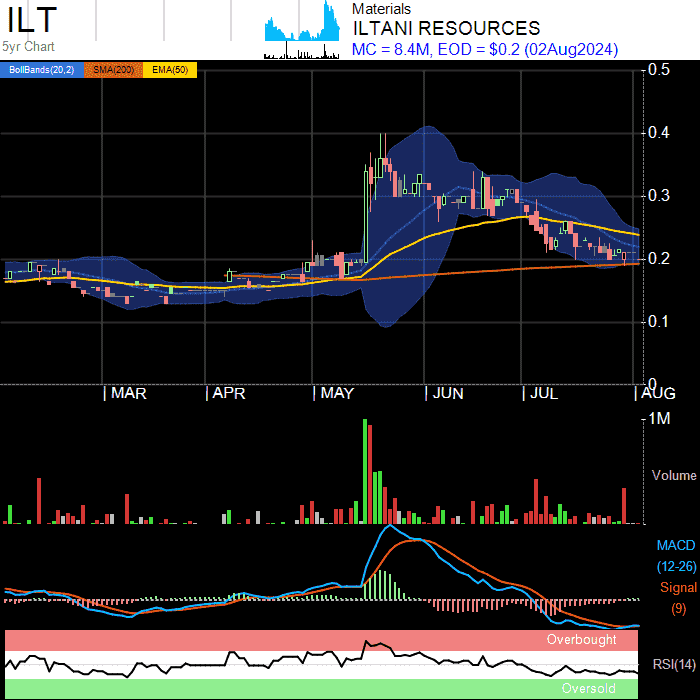 ILT
5yr Chart
Materials
ILTANI RESOURCES
MC = 8.4M, EOD = $0.2 (02Aug2024)
BollBands(20,2) SMA(200) EMA(50)
0.5
0.4
0.3
0.2
0.1
0
| MAR | APR | MAY | JUN | JUL | AUG
1M
Volume
MACD
(12-26)
Signal
(9)
Overbought
RSI(14)
Oversold